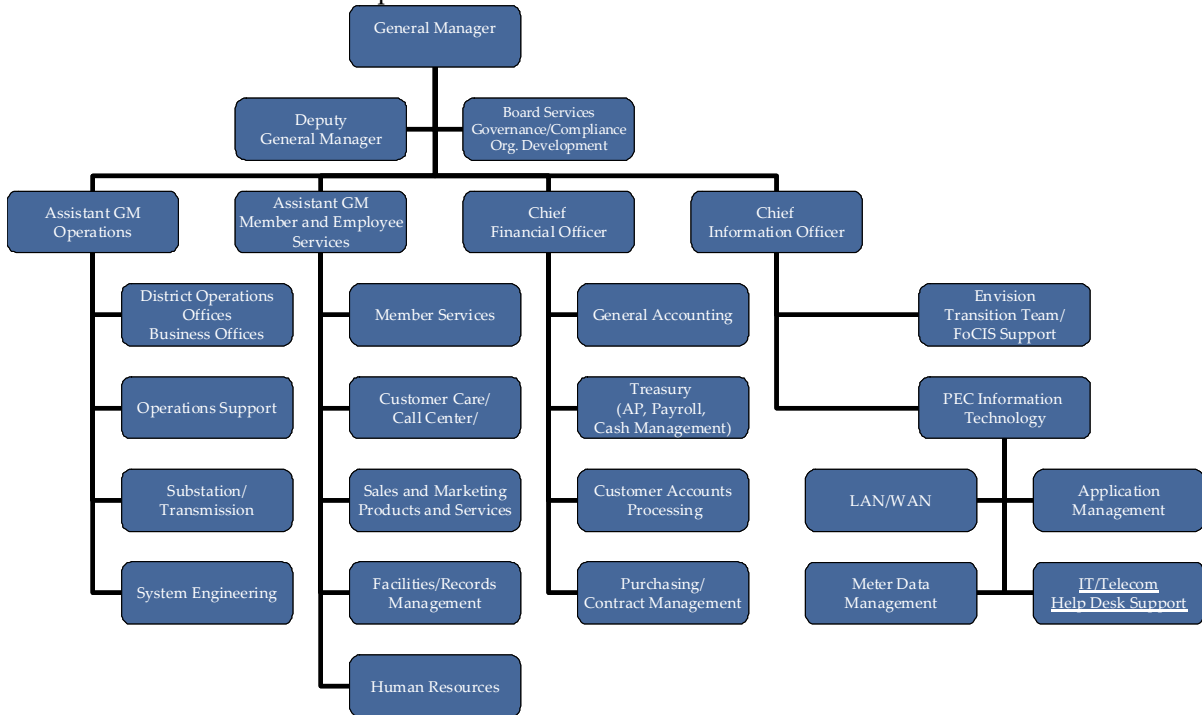 General Manager
Deputy
General Manager
Board Services
Governance/Compliance
Org. Development
Assistant GM
Operations
Assistant GM
Member and Employee
Services
Chief
Financial Officer
Chief
Information Officer
District Operations
Offices
Business Offices
Member Services
General Accounting
Envision
Transition Team/
FoCIS Support
Operations Support
Customer Care/
Call Center/
Treasury
(AP, Payroll,
Cash Management)
PEC Information
Technology
Substation/
Transmission
Sales and Marketing
Products and Services
Customer Accounts
Processing
LAN/WAN
Application
Management
System Engineering
Facilities/Records
Management
Purchasing/
Contract Management
Meter Data
Management
IT/Telecom
Help Desk Support
Human Resources